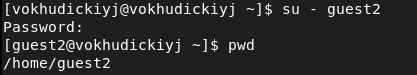 [vokhudickiyj@vokhudickiyj ~]$ su - guest2
Password:
[guest2@vokhudickiyj ~]$ pwd
/home/guest2